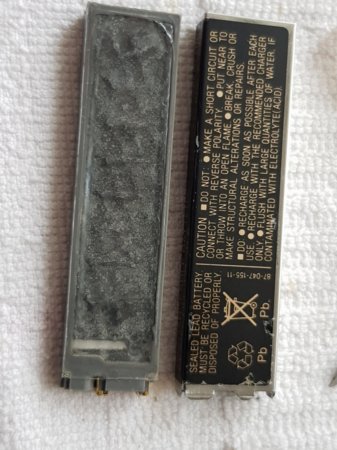 CAUTION ■ DO NOT: ● MAKE A SHORT CIRCUIT OR
CONNECT WITH REVERSE POLARITY. ● PUT NEAR TO
OR THROW INTO AN OPEN FLAME ● BREAK, CRUSH OR
MAKE STRUCTURAL ALTERATIONS OR REPAIRS.
■ DO: ● RECHARGE AS SOON AS POSSIBLE AFTER EACH
USE. ● RECHARGE WITH THE RECOMMENDED CHARGER
ONLY ● FLUSH WITH LARGE QUANTITIES OF WATER, IF
CONTAMINATED WITH ELECTROLYTE (ACID).
87-047-155-11
SEALED LEAD BATTERY
MUST BE RECYCLED OR
DISPOSED OF PROPERLY.
Pb
Pb.